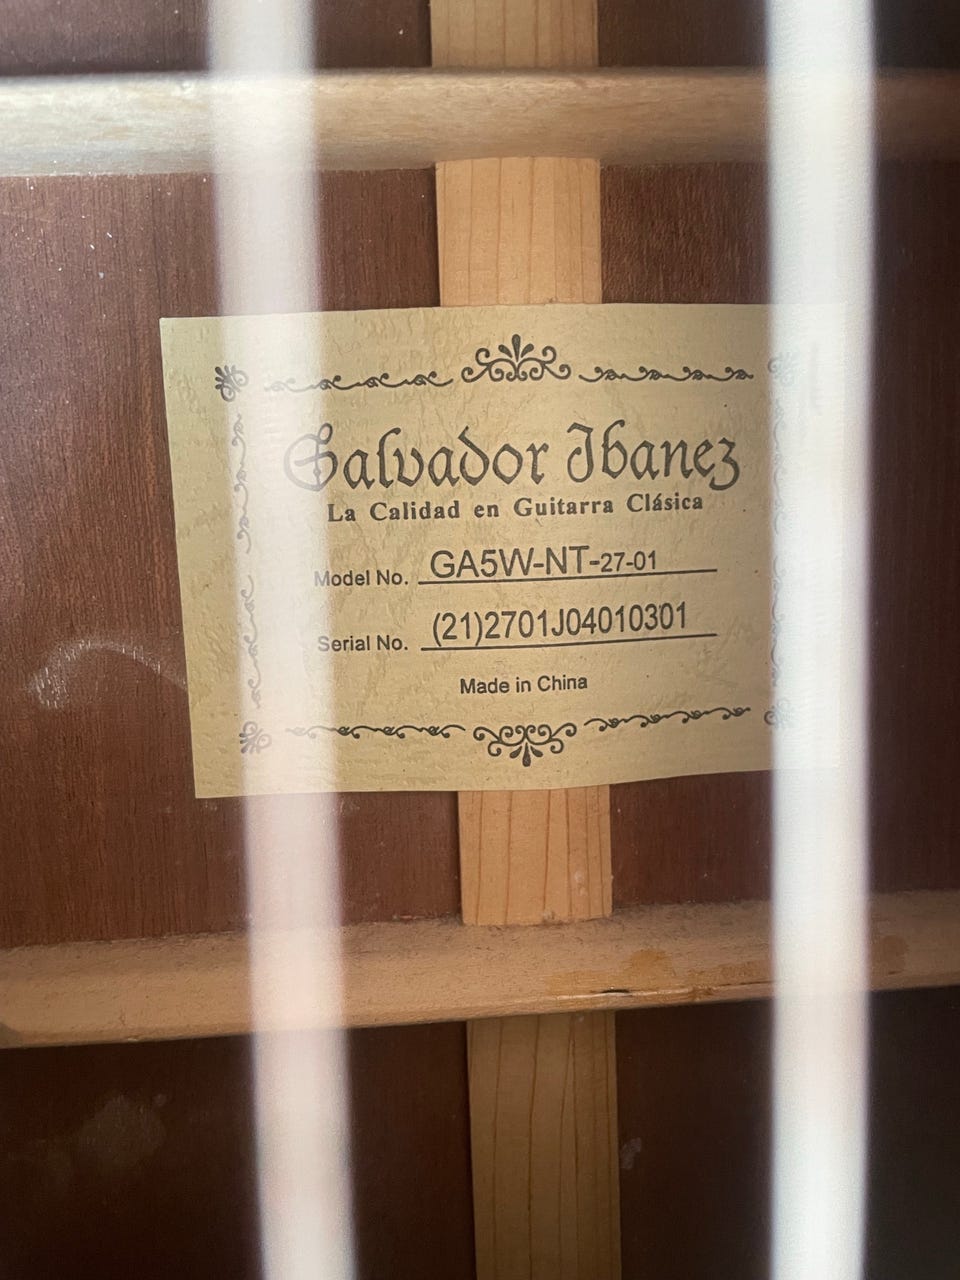 Salvador Ibanez
La Calidad en Guitarra Clásica
Model No. GA5W-NT-27-01
Serial No. (21)2701J04010301
Made in China